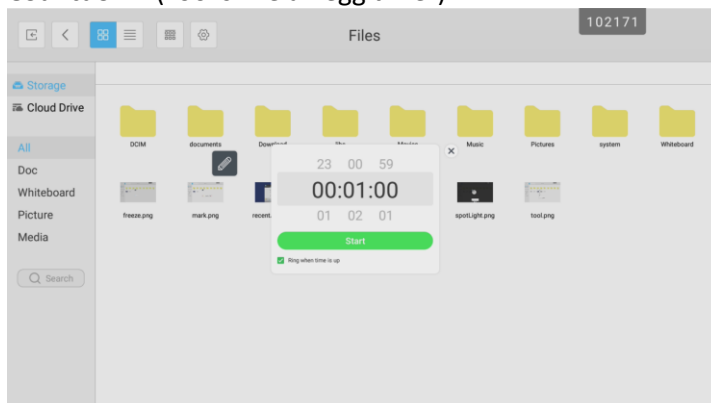 102171
Files
Storage
Cloud Drive
All
Doc
Whiteboard
Picture
Media
Search
DCIM
documents
Music
Pictures
system
Whiteboard
freeze.png
mark.png
spotLight.png
tool.png
23 00 59
00:01:00
01 02 01
Start
Ring when time is up